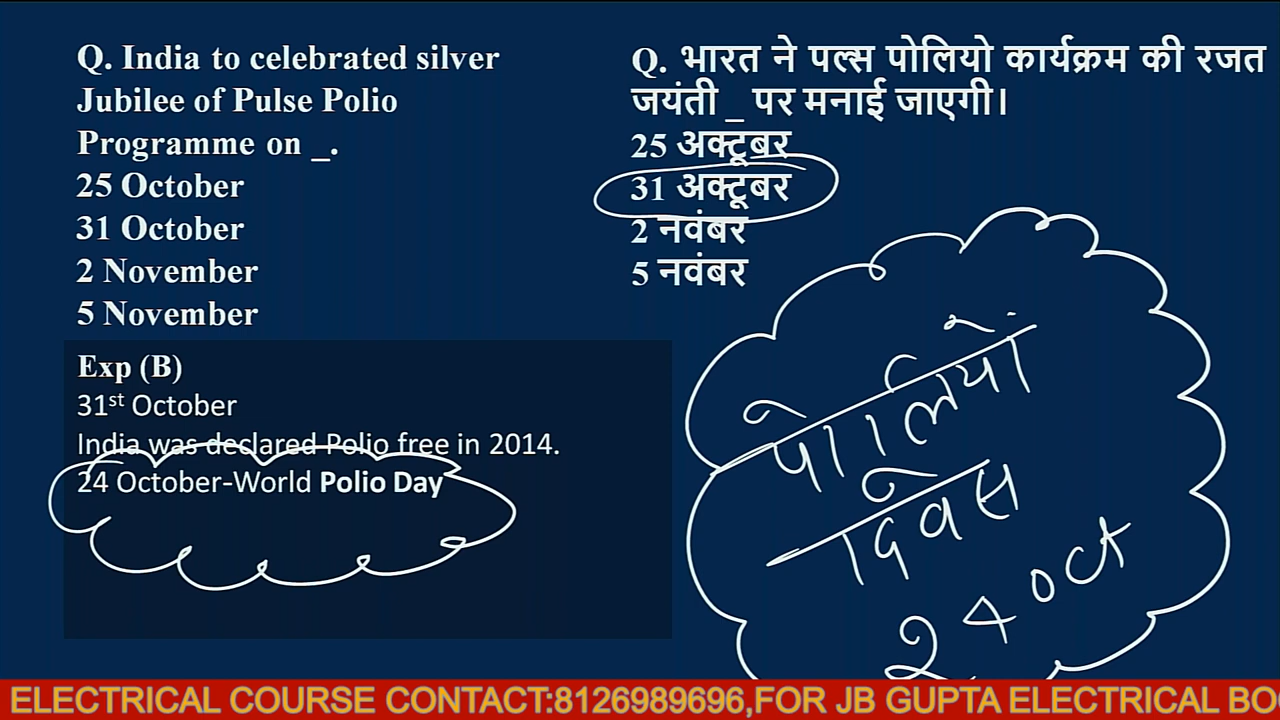 Q. India to celebrated silver
Jubilee of Pulse Polio
Programme on _.
25 October
31 October
2 November
5 November
Exp (B)
31st October
India was declared Polio free in 2014.
24 October-World Polio Day
Q. भारत ने पल्स पोलियो कार्यक्रम की रजत
जयंती _ पर मनाई जाएगी।
25 अक्टूबर
31 अक्टूबर
2 नवंबर
5 नवंबर
पोलियों
दिवस
24 oct
ELECTRICAL COURSE CONTACT:8126989696,FOR JB GUPTA ELECTRICAL BO